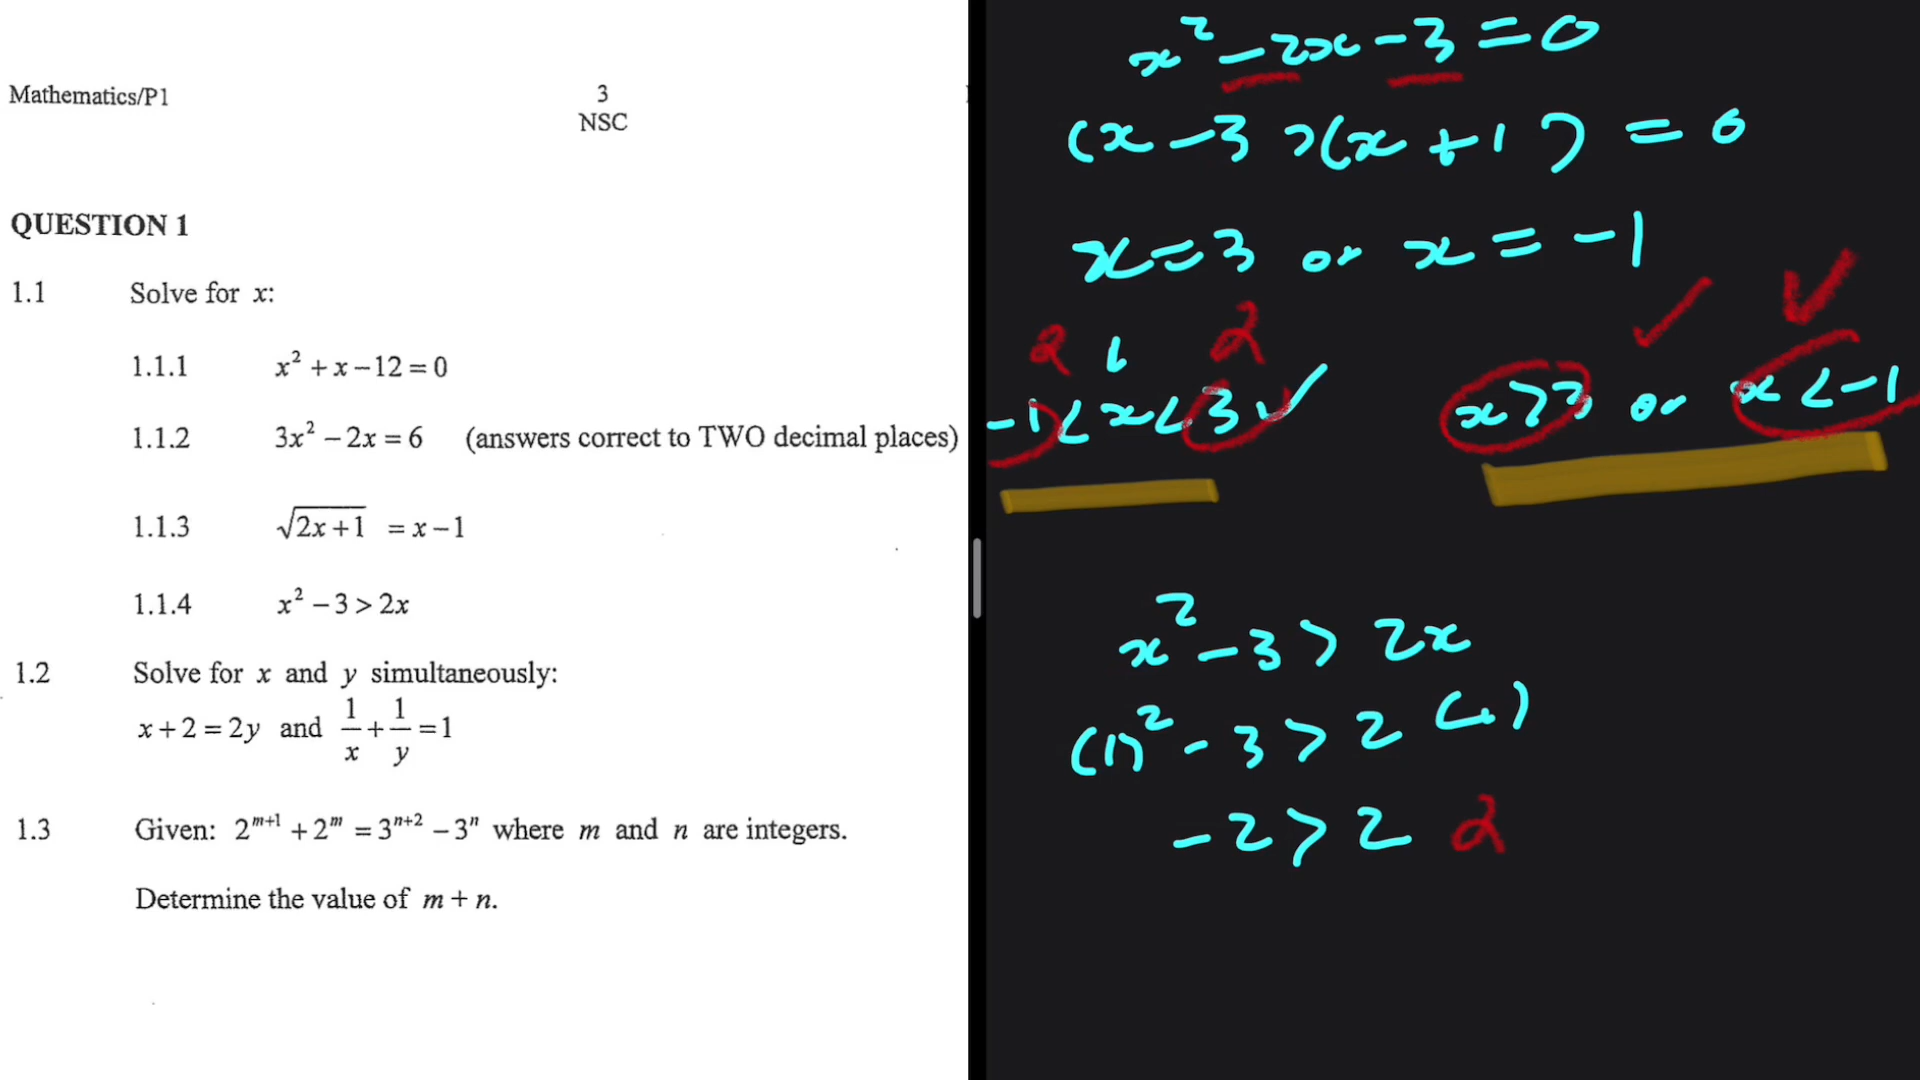 Mathematics/P1
3
NSC
QUESTION 1
1.1 Solve for x:
1.1.1 x² + x − 12 = 0
1.1.2 3x² − 2x = 6 (answers correct to TWO decimal places)
1.1.3 √(2x + 1) = x − 1
1.1.4 x² − 3 > 2x
1.2 Solve for x and y simultaneously:
x + 2 = 2y and 1/x + 1/y = 1
1.3 Given: 2^(m+1) + 2^m = 3^(n+2) − 3^n where m and n are integers.
Determine the value of m + n.
x² − 2x − 3 = 0
(x − 3)(x + 1) = 0
x = 3 or x = −1
−1 < x < 3 ✓
x > 3 or x < −1
x² − 3 > 2x
(1)² − 3 > 2(1)
−2 > 2